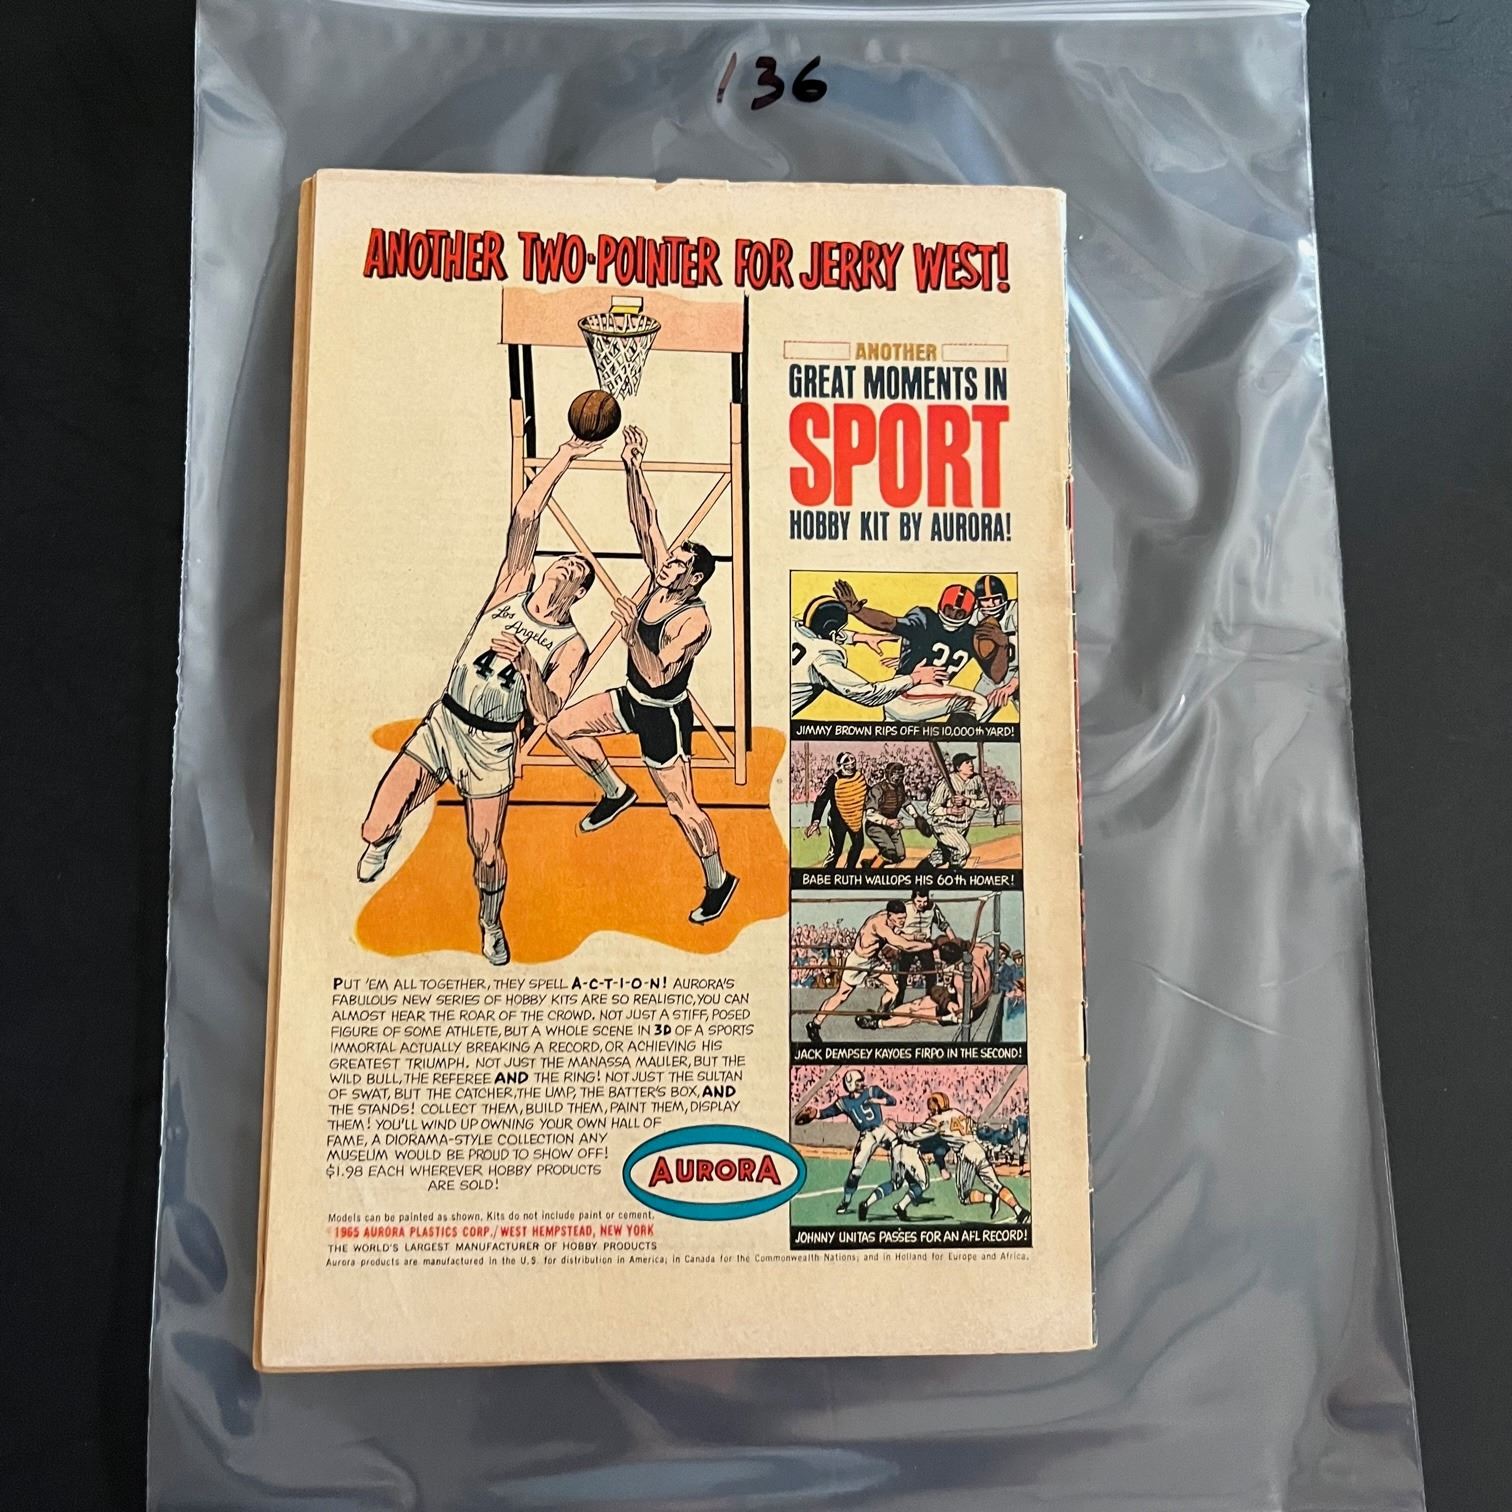 136
ANOTHER TWO-POINTER FOR JERRY WEST!
ANOTHER
GREAT MOMENTS IN
SPORT
HOBBY KIT BY AURORA!
Los
Angeles
44
32
JIMMY BROWN RIPS OFF HIS 10,000th YARD!
BABE RUTH WALLOPS HIS 60th HOMER!
JACK DEMPSEY KAYOES FIRPO IN THE SECOND!
15
JOHNNY UNITAS PASSES FOR AN AFL RECORD!
PUT 'EM ALL TOGETHER, THEY SPELL A-C-T-I-O-N! AURORA'S
FABULOUS NEW SERIES OF HOBBY KITS ARE SO REALISTIC, YOU CAN
ALMOST HEAR THE ROAR OF THE CROWD. NOT JUST A STIFF, POSED
FIGURE OF SOME ATHLETE, BUT A WHOLE SCENE IN 3D OF A SPORTS
IMMORTAL ACTUALLY BREAKING A RECORD, OR ACHIEVING HIS
GREATEST TRIUMPH. NOT JUST THE MANASSA MAULER, BUT THE
WILD BULL, THE REFEREE AND THE RING! NOT JUST THE SULTAN
OF SWAT, BUT THE CATCHER, THE UMP, THE BATTER'S BOX, AND
THE STANDS! COLLECT THEM, BUILD THEM, PAINT THEM, DISPLAY
THEM! YOU'LL WIND UP OWNING YOUR OWN HALL OF
FAME, A DIORAMA-STYLE COLLECTION ANY
MUSEUM WOULD BE PROUD TO SHOW OFF!
$1.98 EACH WHEREVER HOBBY PRODUCTS
ARE SOLD!
AURORA
Models can be painted as shown. Kits do not include paint or cement.
1965 AURORA PLASTICS CORP./WEST HEMPSTEAD, NEW YORK
THE WORLD'S LARGEST MANUFACTURER OF HOBBY PRODUCTS
Aurora products are manufactured in the U.S. for distribution in America; in Canada for the Commonwealth Nations; and in Holland for Europe and Africa.